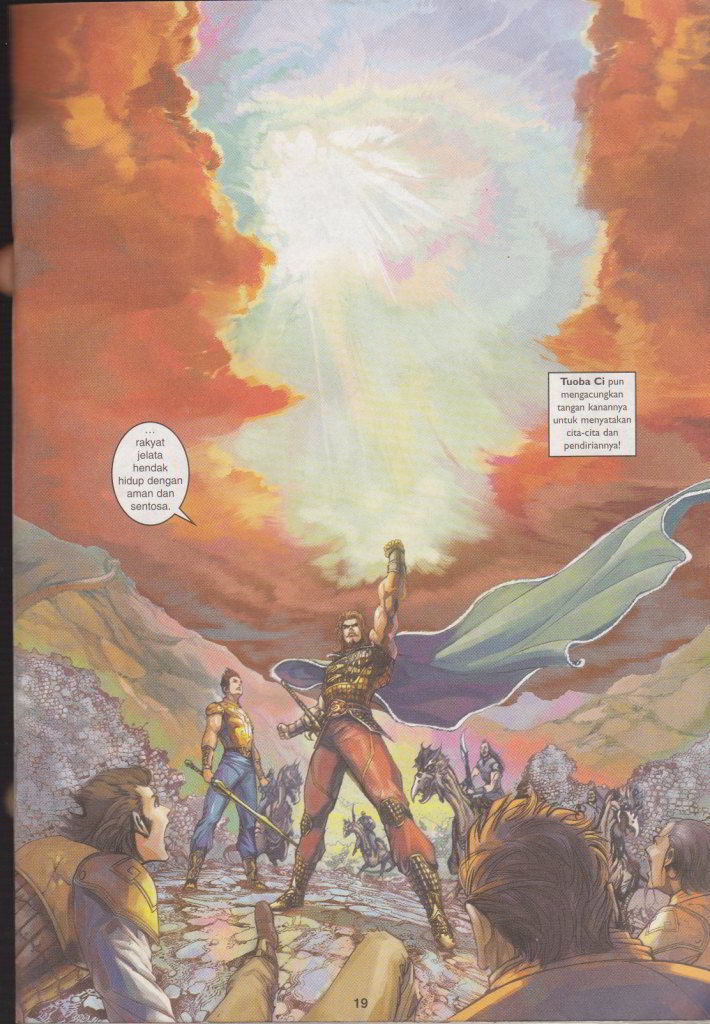 ...
rakyat
jelata
hendak
hidup dengan
aman dan
sentosa.
Tuoba Ci pun
mengacungkan
tangan kanannya
untuk menyatakan
cita-cita dan
pendiriannya!
19